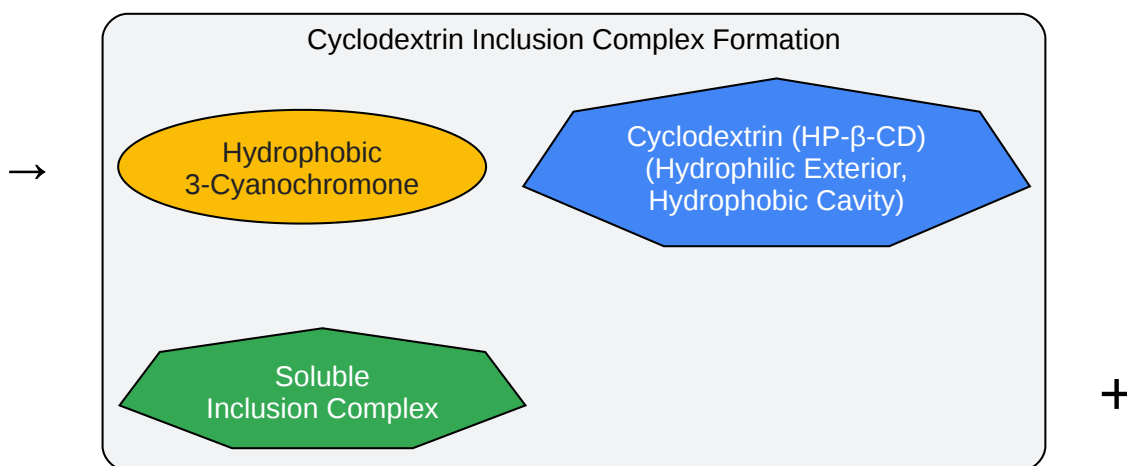 Cyclodextrin Inclusion Complex Formation
→
Hydrophobic
3-Cyanochromone
Cyclodextrin (HP-β-CD)
(Hydrophilic Exterior,
Hydrophobic Cavity)
Soluble
Inclusion Complex
+